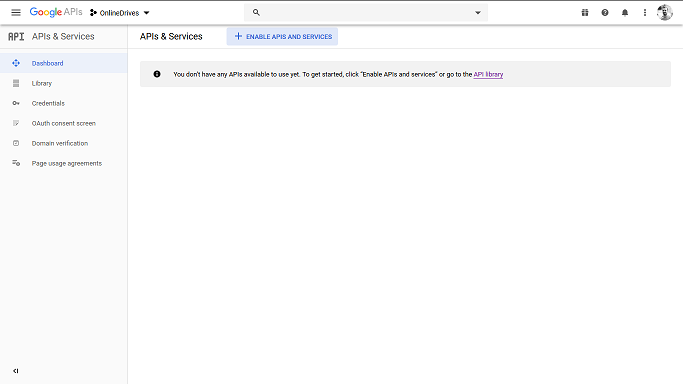 Google APIs
OnlineDrives
API APIs & Services
APIs & Services
ENABLE APIS AND SERVICES
Dashboard
Library
Credentials
OAuth consent screen
Domain verification
Page usage agreements
You don't have any APIs available to use yet. To get started, click "Enable APIs and services" or go to the API library